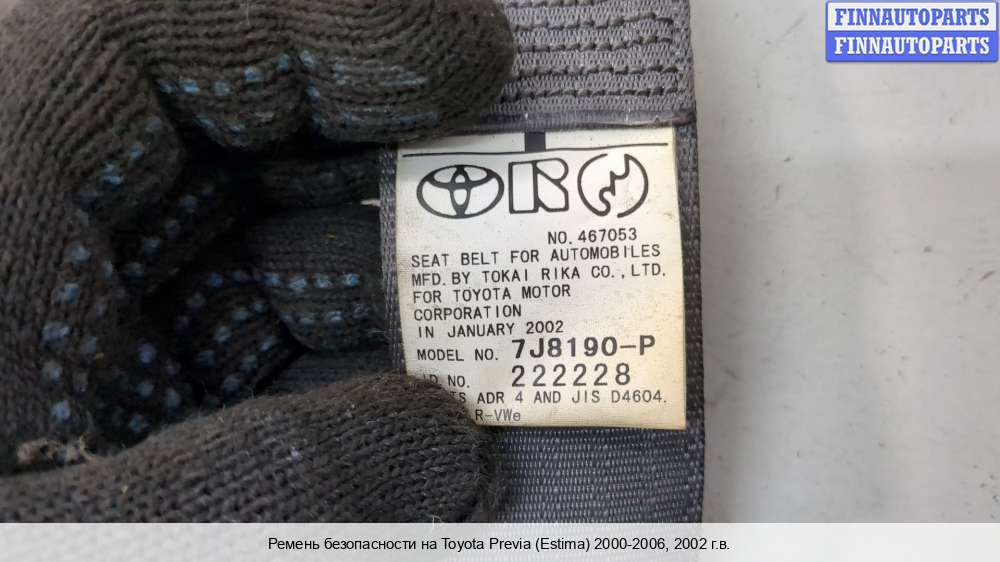 FINNAUTOPARTS
FINNAUTOPARTS
NO. 467053
SEAT BELT FOR AUTOMOBILES
MFD. BY TOKAI RIKA CO., LTD.
FOR TOYOTA MOTOR
CORPORATION
IN JANUARY 2002
MODEL NO. 7J8190-P
NO. 222228
ADR 4 AND JIS D4604.
R-VWe
Ремень безопасности на Toyota Previa (Estima) 2000-2006, 2002 г.в.